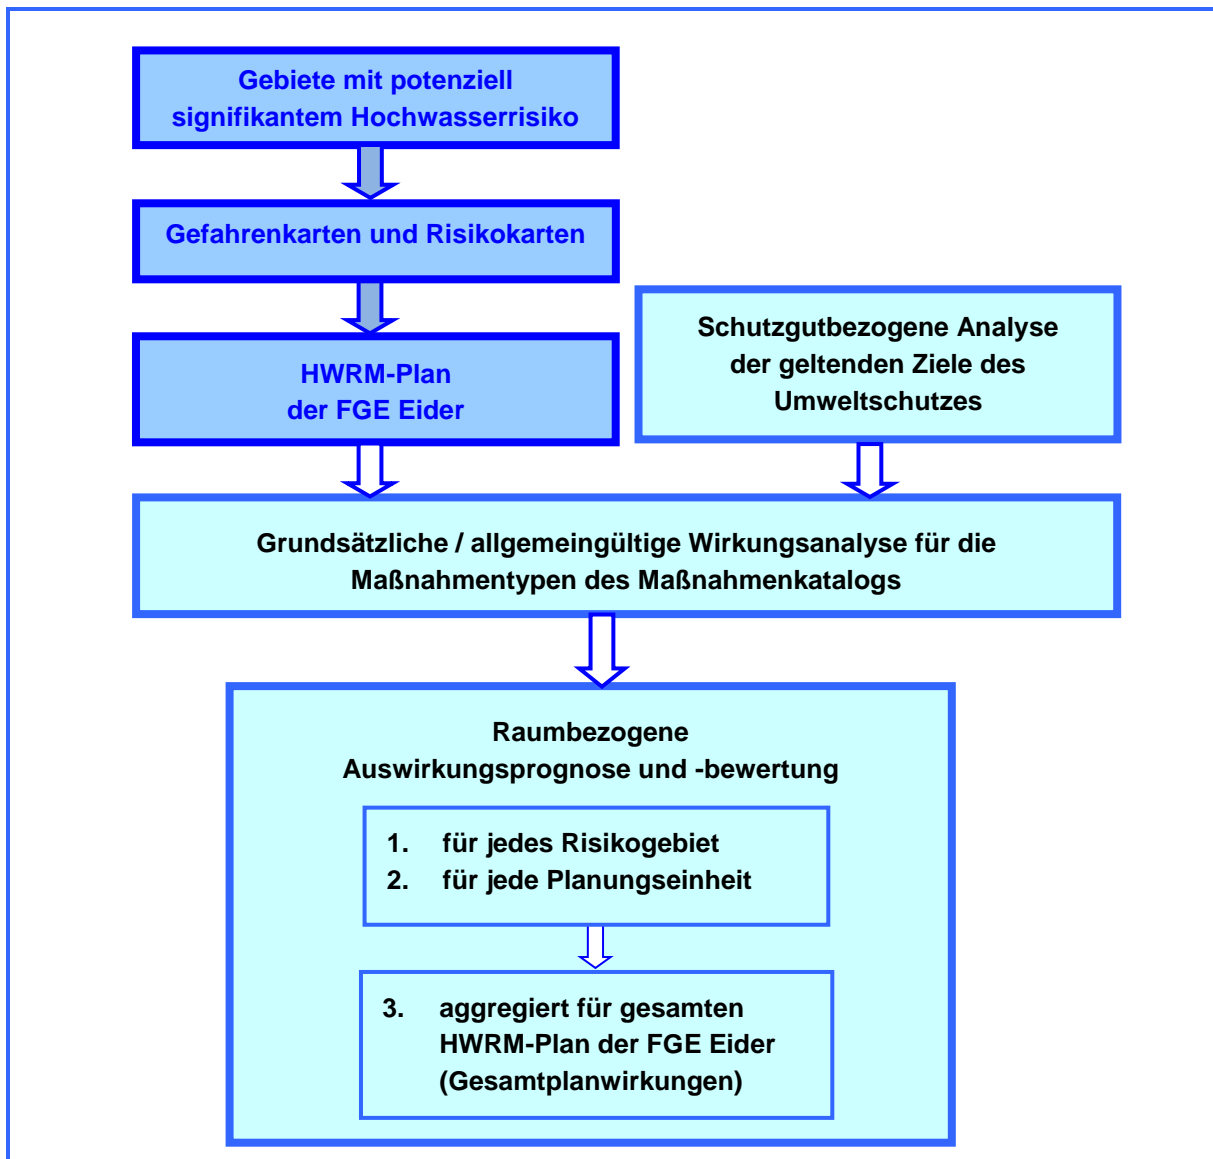 Gebiete mit potenziell
signifikantem Hochwasserrisiko
Gefahrenkarten und Risikokarten
HWRM-Plan
der FGE Eider
Schutzgutbezogene Analyse
der geltenden Ziele des
Umweltschutzes
Grundsätzliche / allgemeingültige Wirkungsanalyse für die
Maßnahmentypen des Maßnahmenkatalogs
Raumbezogene
Auswirkungsprognose und -bewertung
1. für jedes Risikogebiet
2. für jede Planungseinheit
3. aggregiert für gesamten
HWRM-Plan der FGE Eider
(Gesamtplanwirkungen)